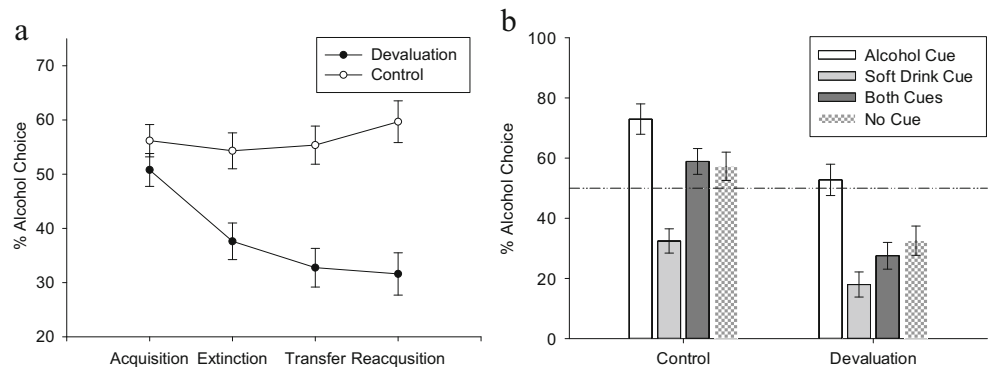 a
% Alcohol Choice
70
60
50
40
30
20
Devaluation
Control
Acquisition Extinction Transfer Reacqusition
b
% Alcohol Choice
100
80
60
40
20
0
Alcohol Cue
Soft Drink Cue
Both Cues
No Cue
Control Devaluation